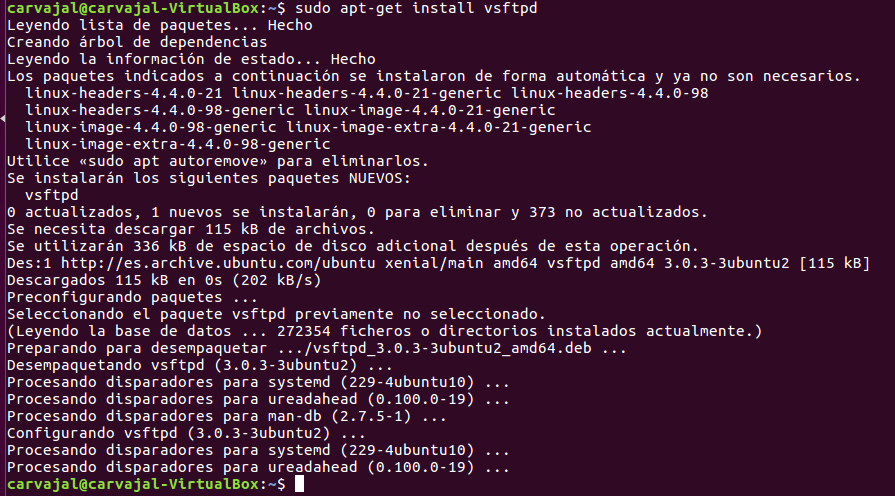 carvajal@carvajal-VirtualBox:~$ sudo apt-get install vsftpd
Leyendo lista de paquetes... Hecho
Creando árbol de dependencias
Leyendo la información de estado... Hecho
Los paquetes indicados a continuación se instalaron de forma automática y ya no son necesarios.
  linux-headers-4.4.0-21 linux-headers-4.4.0-21-generic linux-headers-4.4.0-98
  linux-headers-4.4.0-98-generic linux-image-4.4.0-21-generic
  linux-image-4.4.0-98-generic linux-image-extra-4.4.0-21-generic
  linux-image-extra-4.4.0-98-generic
Utilice «sudo apt autoremove» para eliminarlos.
Se instalarán los siguientes paquetes NUEVOS:
  vsftpd
0 actualizados, 1 nuevos se instalarán, 0 para eliminar y 373 no actualizados.
Se necesita descargar 115 kB de archivos.
Se utilizarán 336 kB de espacio de disco adicional después de esta operación.
Des:1 http://es.archive.ubuntu.com/ubuntu xenial/main amd64 vsftpd amd64 3.0.3-3ubuntu2 [115 kB]
Descargados 115 kB en 0s (202 kB/s)
Preconfigurando paquetes ...
Seleccionando el paquete vsftpd previamente no seleccionado.
(Leyendo la base de datos ... 272354 ficheros o directorios instalados actualmente.)
Preparando para desempaquetar .../vsftpd_3.0.3-3ubuntu2_amd64.deb ...
Desempaquetando vsftpd (3.0.3-3ubuntu2) ...
Procesando disparadores para systemd (229-4ubuntu10) ...
Procesando disparadores para ureadahead (0.100.0-19) ...
Procesando disparadores para man-db (2.7.5-1) ...
Configurando vsftpd (3.0.3-3ubuntu2) ...
Procesando disparadores para systemd (229-4ubuntu10) ...
Procesando disparadores para ureadahead (0.100.0-19) ...
carvajal@carvajal-VirtualBox:~$